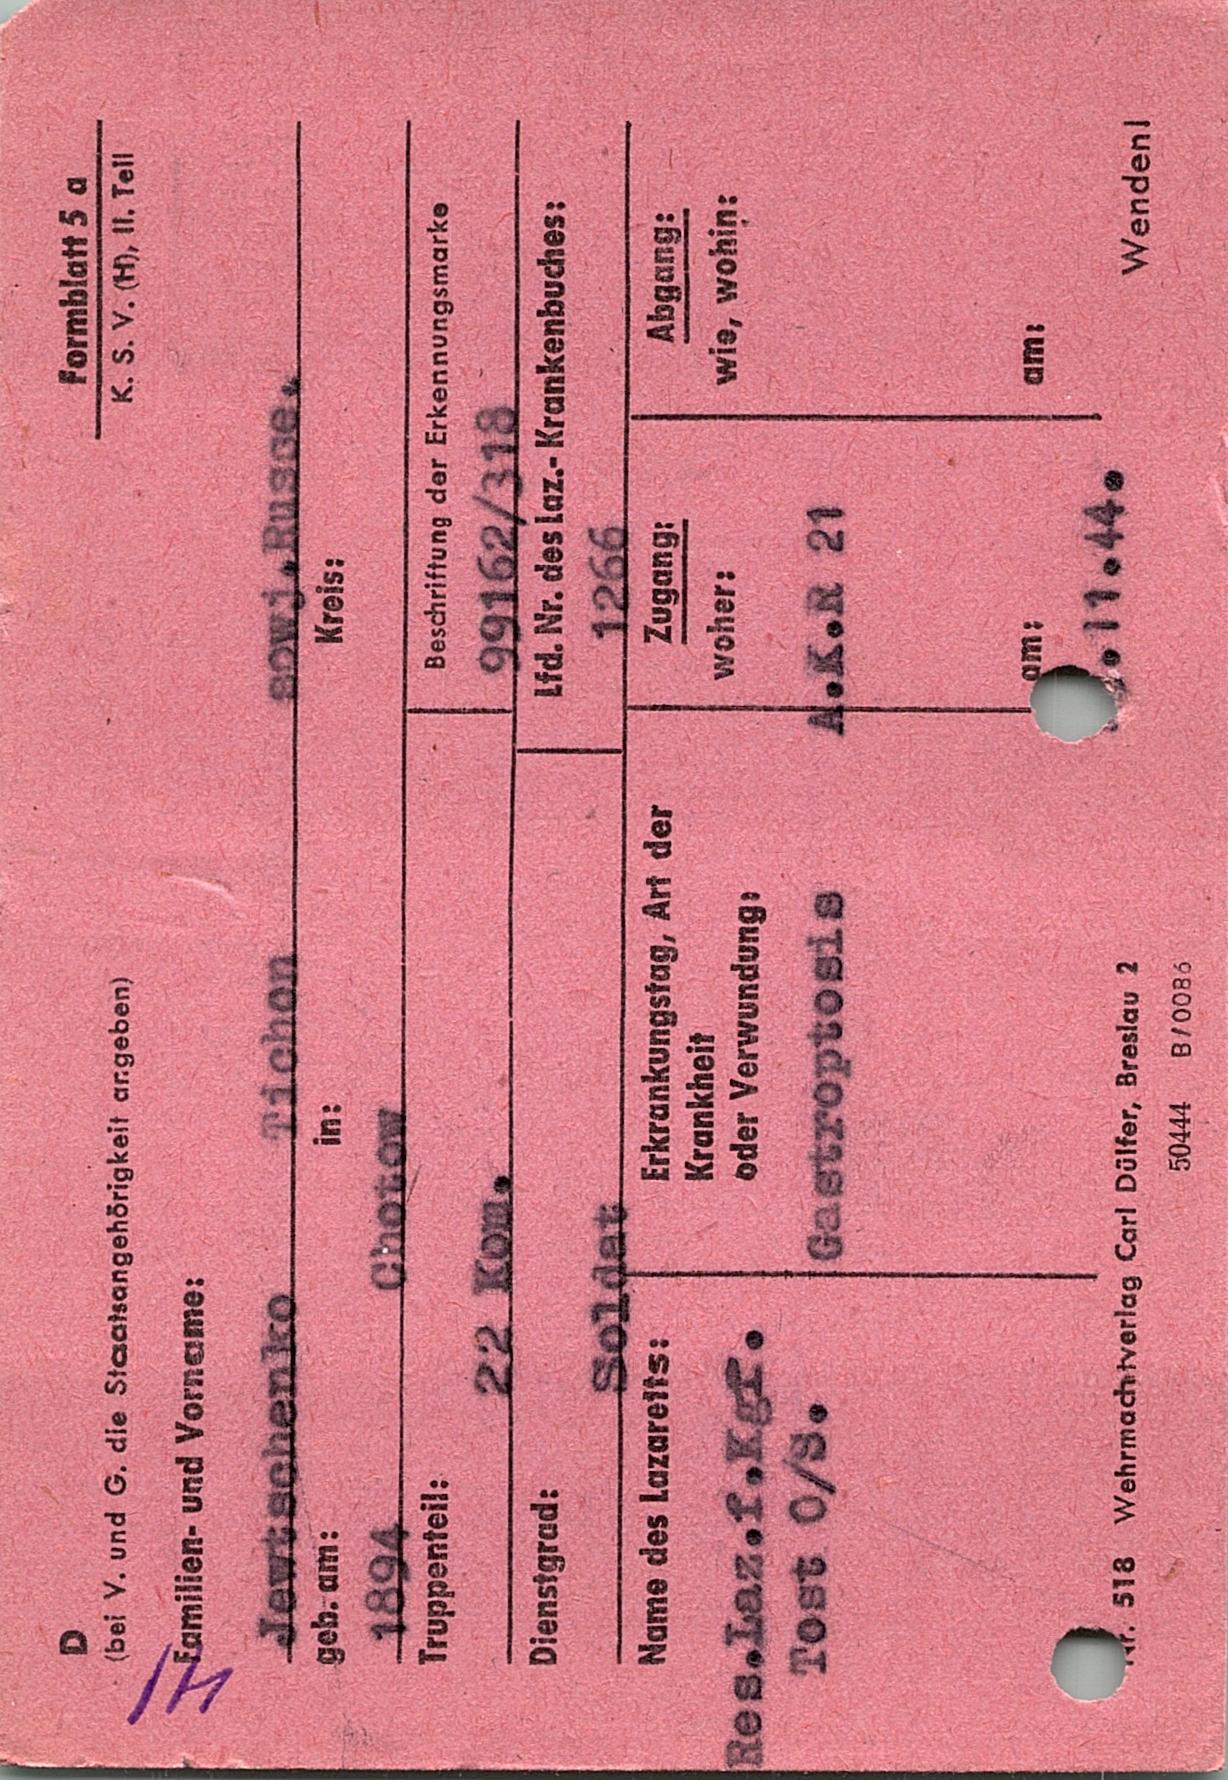 D
(bei V. und G. die Staatsangehörigkeit angeben)
Formblatt 5 a
K. S. V. (H), II. Teil
Familien- und Vorname:
Jewtschenko Tichon sowj.Russe.
geb. am: in: Kreis:
1894 Chotow
Truppenteil: Beschriftung der Erkennungsmarke
22 Kom. 99162/318
Dienstgrad: Lfd. Nr. des Laz.-Krankenbuches:
Soldat 1266
Name des Lazaretts:
Res.Laz.f.Kgf.
Tost O/S.
Erkrankungstag, Art der
Krankheit
oder Verwundung:
Gastroptosis
Zugang:
woher:
A.K.R 21
am:
.11.44.
Abgang:
wie, wohin:
am:
Nr. 518 Wehrmachtverlag Carl Dülfer, Breslau 2
50444 B/0086
Wenden!